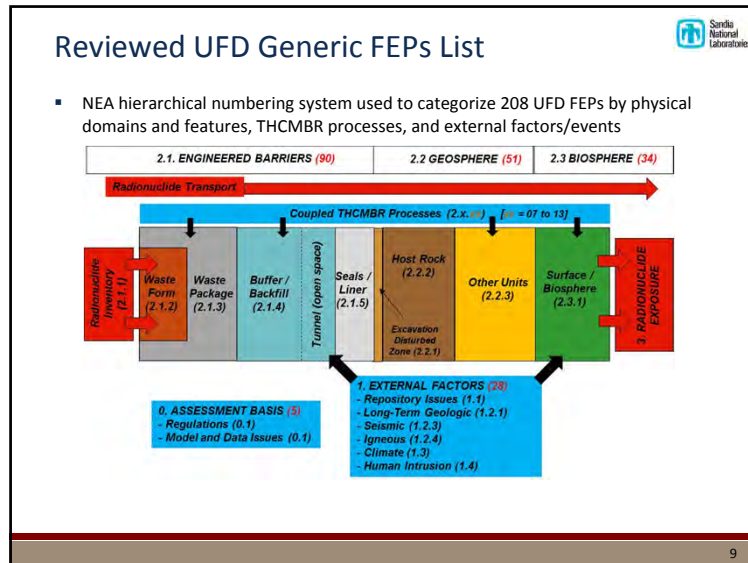 Reviewed UFD Generic FEPs List
Sandia
National
Laboratories
▪ NEA hierarchical numbering system used to categorize 208 UFD FEPs by physical
domains and features, THCMBR processes, and external factors/events
2.1. ENGINEERED BARRIERS (90)
2.2 GEOSPHERE (51)
2.3 BIOSPHERE (34)
Radionuclide Transport
Coupled THCMBR Processes (2.x. [ = 07 to 13]
Radionuclide
Inventory
(2.1.1)
Waste
Form
(2.1.2)
Waste
Package
(2.1.3)
Buffer /
Backfill
(2.1.4)
Tunnel (open space)
Seals /
Liner
(2.1.5)
Excavation
Disturbed
Zone (2.2.1)
Host Rock
(2.2.2)
Other Units
(2.2.3)
Surface /
Biosphere
(2.3.1)
3. RADIONUCLIDE
EXPOSURE
0. ASSESSMENT BASIS (5)
- Regulations (0.1)
- Model and Data Issues (0.1)
1. EXTERNAL FACTORS (28)
- Repository Issues (1.1)
- Long-Term Geologic (1.2.1)
- Seismic (1.2.3)
- Igneous (1.2.4)
- Climate (1.3)
- Human Intrusion (1.4)
9